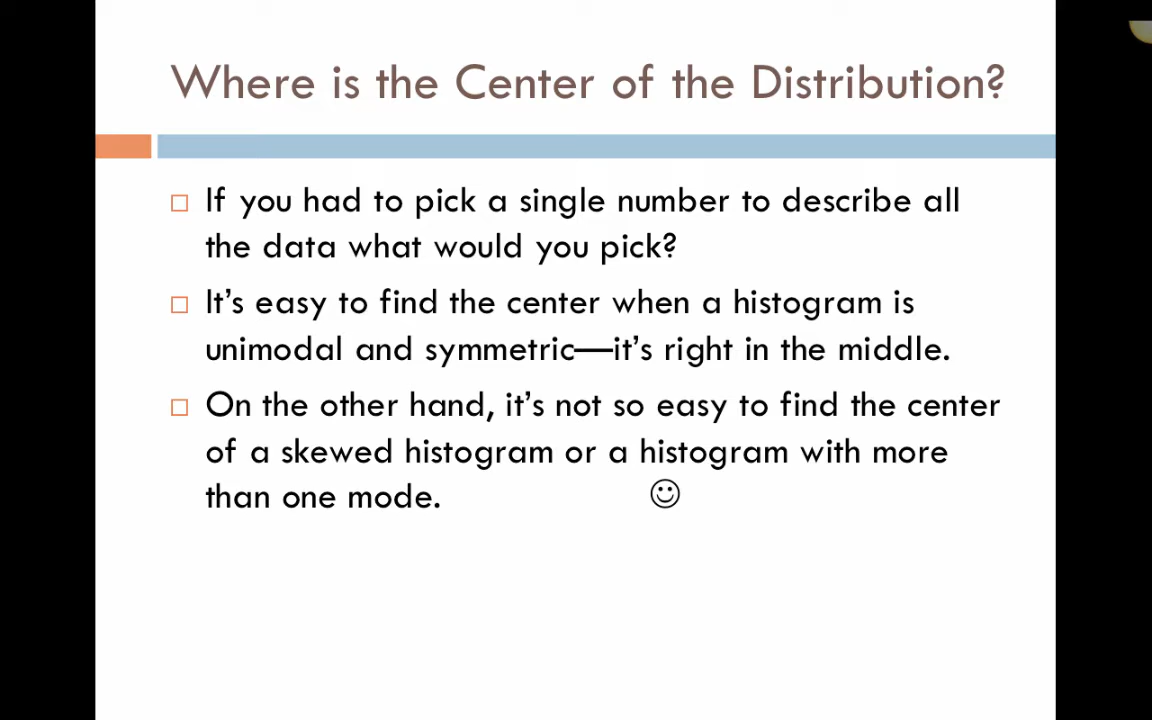 Where is the Center of the Distribution?
If you had to pick a single number to describe all
the data what would you pick?
It’s easy to find the center when a histogram is
unimodal and symmetric—it’s right in the middle.
On the other hand, it’s not so easy to find the center
of a skewed histogram or a histogram with more
than one mode. ☺